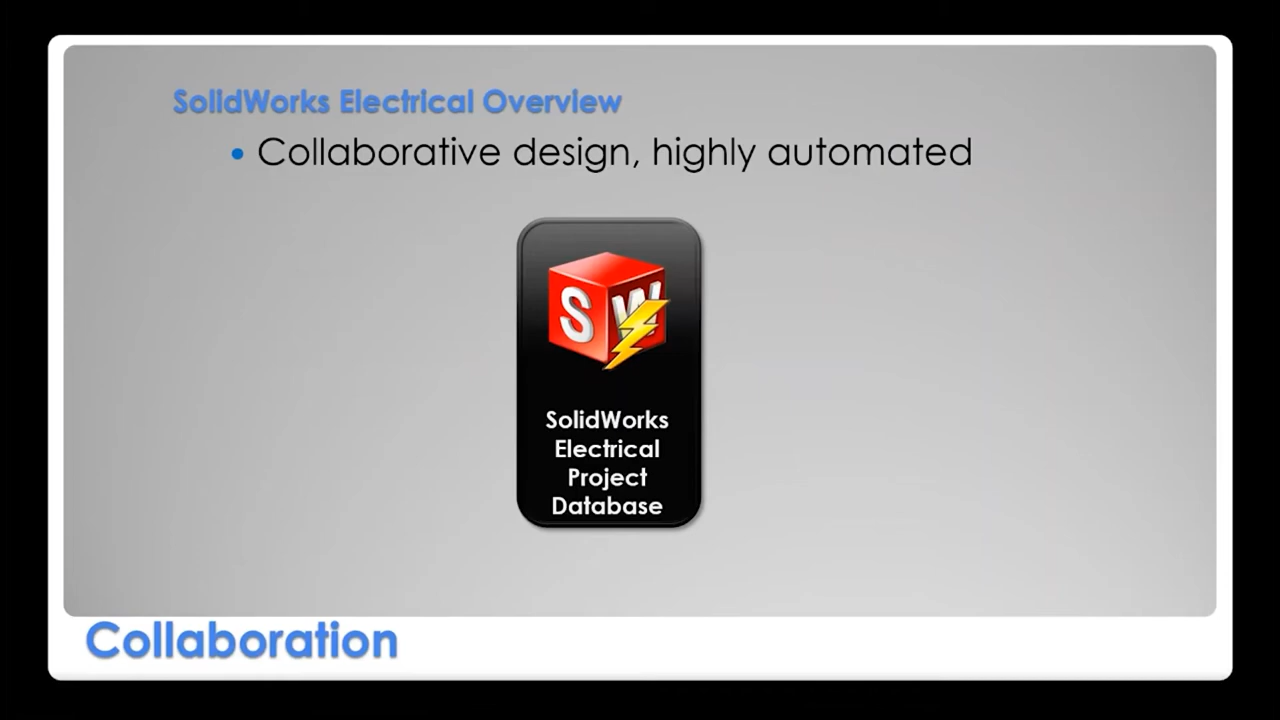 SolidWorks Electrical Overview
• Collaborative design, highly automated
SW
SolidWorks
Electrical
Project
Database
Collaboration